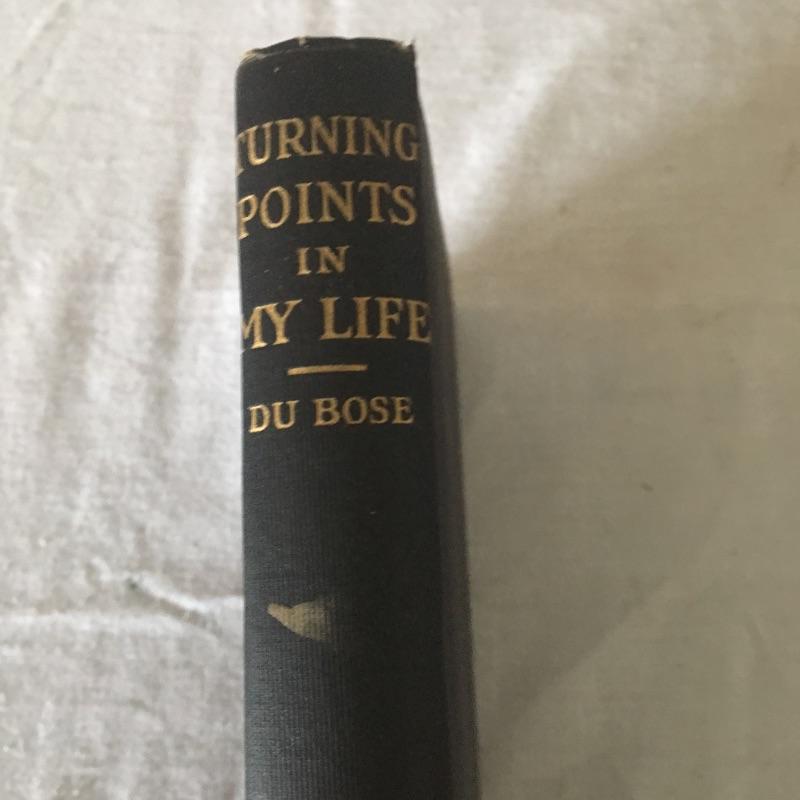 TURNING
POINTS
IN
MY LIFE
DU BOSE